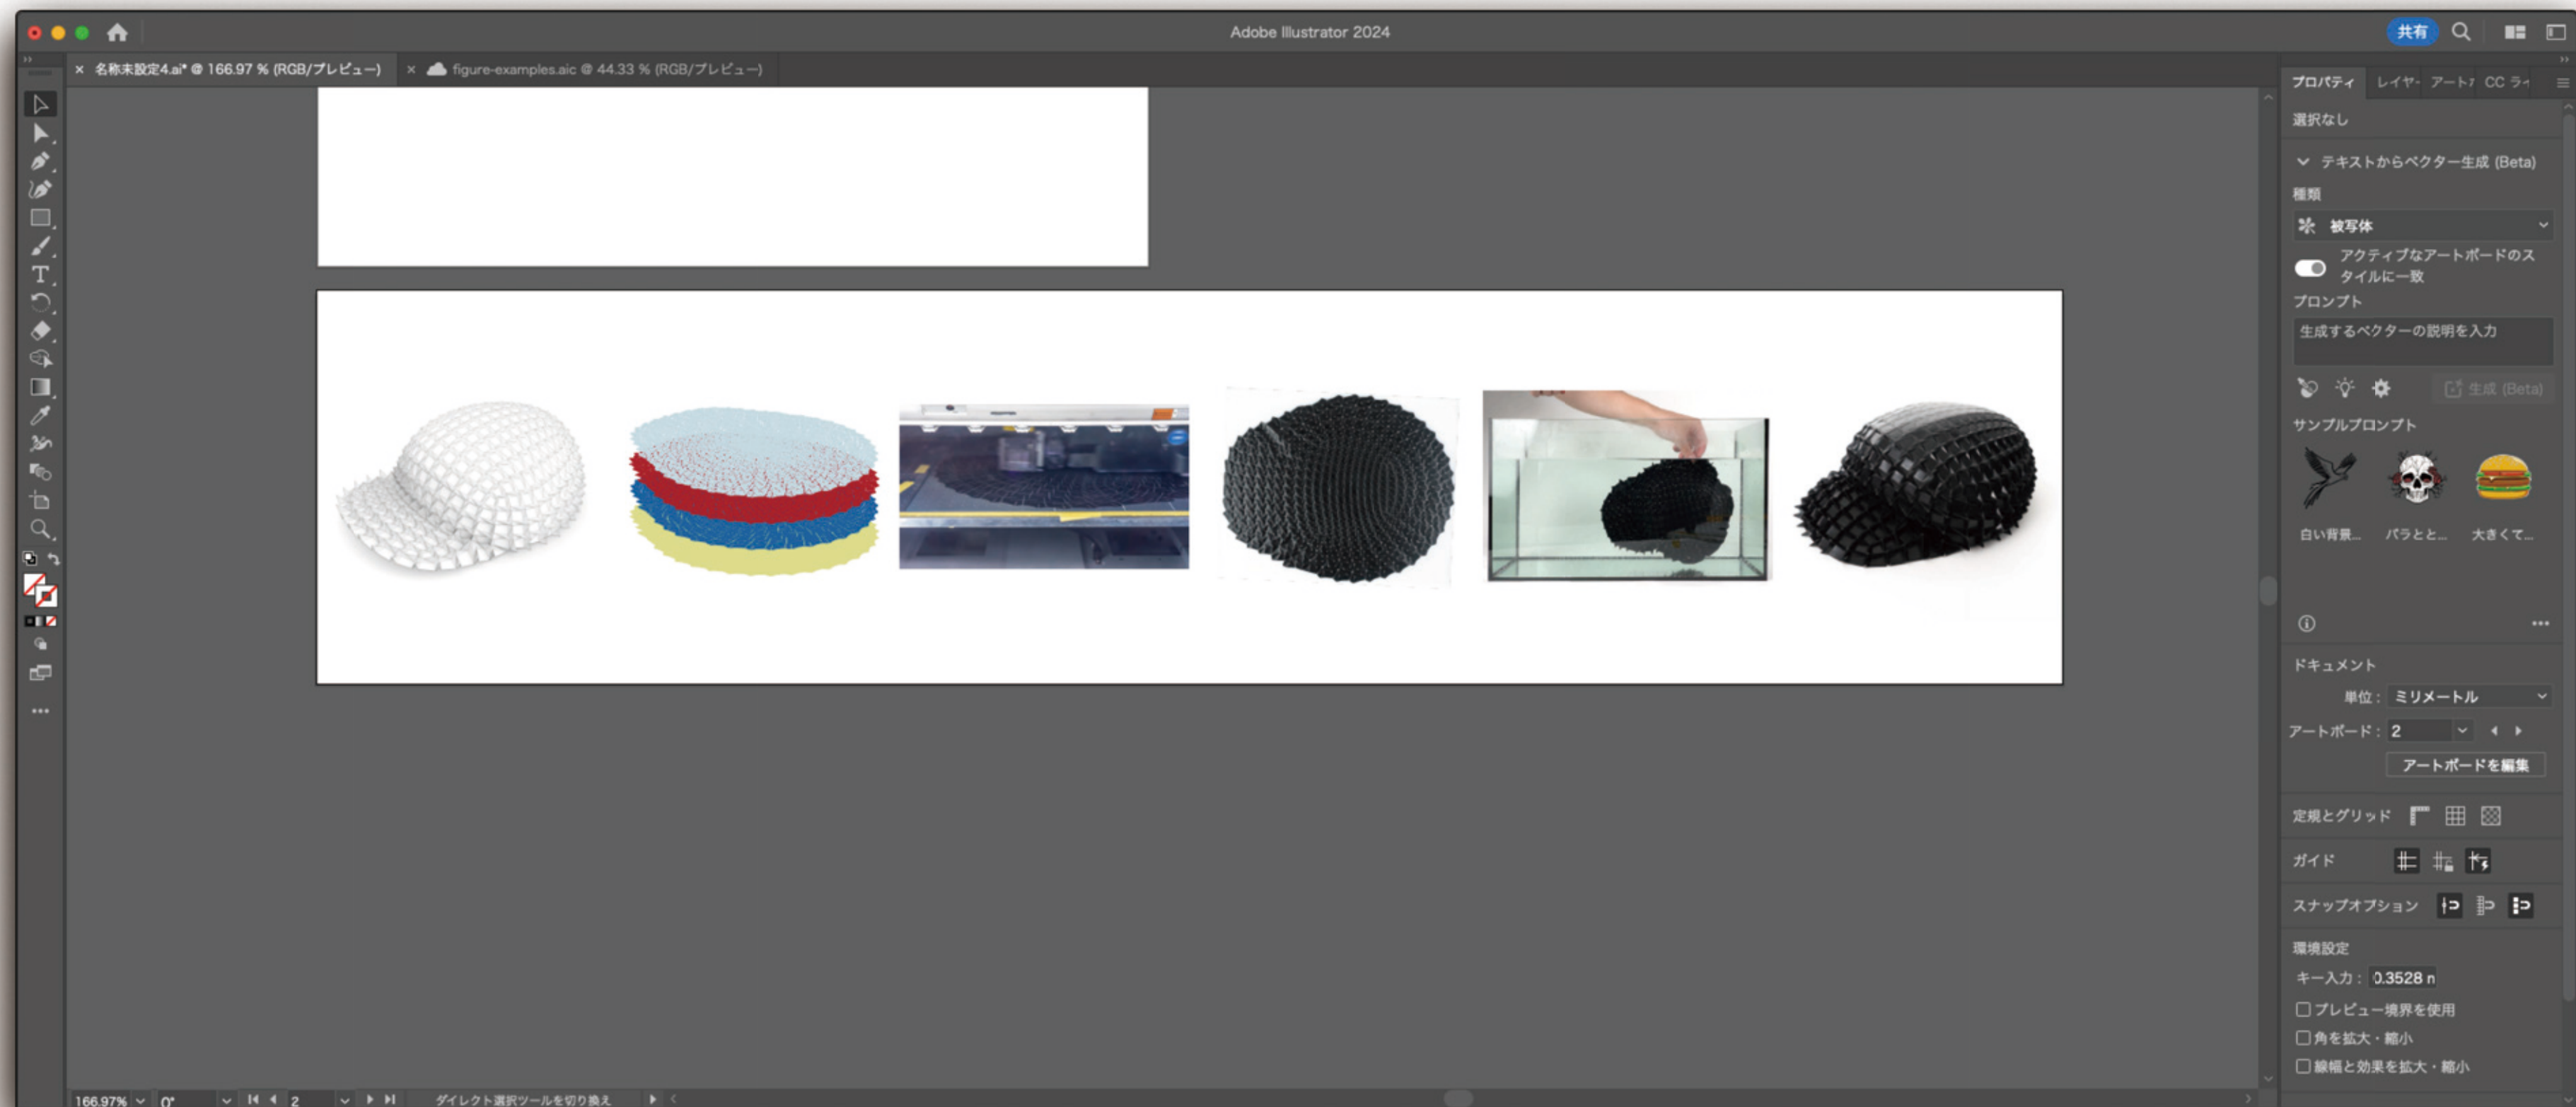 Adobe Illustrator 2024
共有
× 名称未設定4.ai* @ 166.97 % (RGB/プレビュー)
× figure-examples.aic @ 44.33 % (RGB/プレビュー)
プロパティ レイヤー アートボ CC ライ
選択なし
テキストからベクター生成 (Beta)
種類
被写体
アクティブなアートボードのス
タイルに一致
プロンプト
生成するベクターの説明を入力
生成 (Beta)
サンプルプロンプト
白い背景... バラとと... 大きくて...
ドキュメント
単位 : ミリメートル
アートボード : 2
アートボードを編集
定規とグリッド
ガイド
スナップオプション
環境設定
キー入力 : 0.3528 n
プレビュー境界を使用
角を拡大・縮小
線幅と効果を拡大・縮小
166.97% 0° 2 ダイレクト選択ツールを切り換え